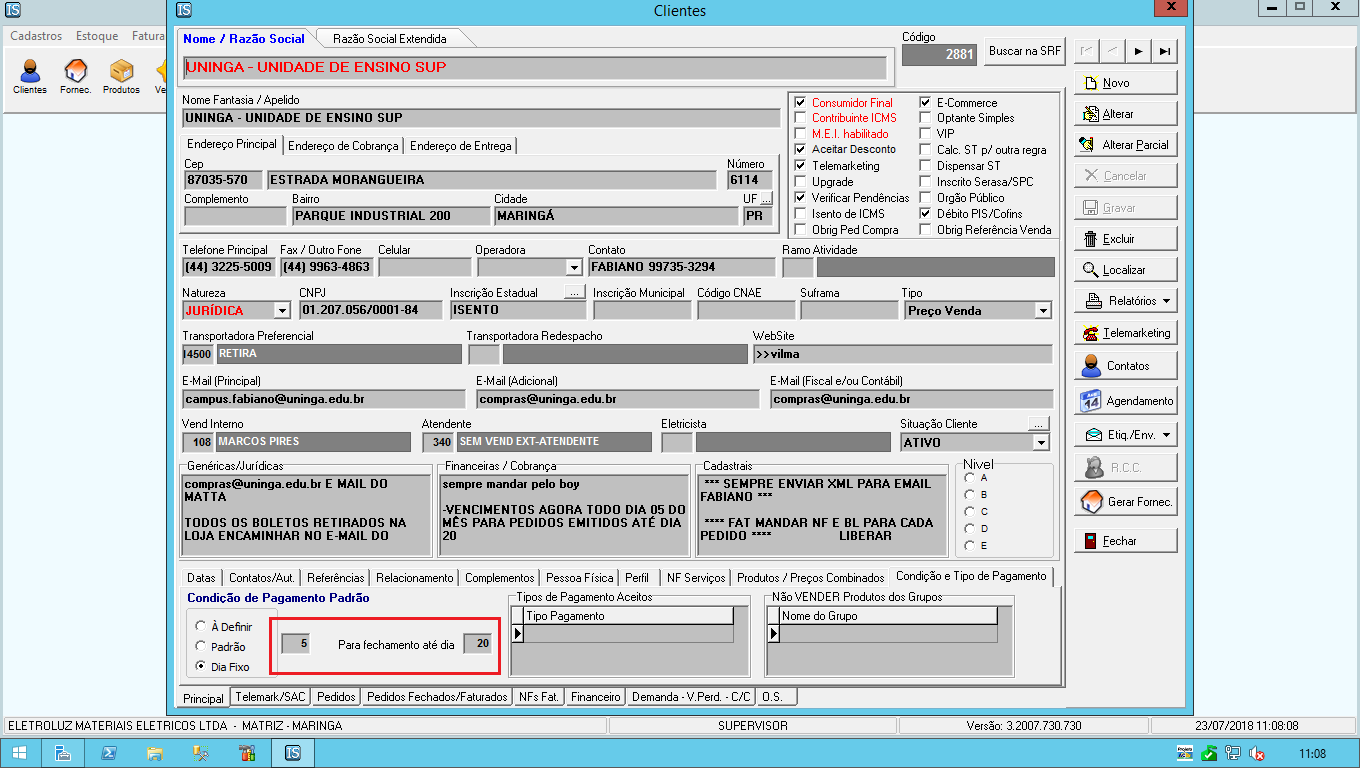 IS
IS
Clientes
X
Cadastros Estoque Fatura
Clientes Fornec. Produtos Ve
Nome / Razão Social Razão Social Extendida
UNINGA - UNIDADE DE ENSINO SUP
Código
2881
Buscar na SRF
Nome Fantasia / Apelido
UNINGA - UNIDADE DE ENSINO SUP
Endereço Principal Endereço de Cobrança Endereço de Entrega
Cep Número
87035-570 ESTRADA MORANGUEIRA 6114
Complemento Bairro Cidade UF ...
PARQUE INDUSTRIAL 200 MARINGÁ PR
Consumidor Final E-Commerce
Contribuinte ICMS Optante Simples
M.E.I. habilitado VIP
Aceitar Desconto Calc. ST p/ outra regra
Telemarketing Dispensar ST
Upgrade Inscrito Serasa/SPC
Verificar Pendências Orgão Público
Isento de ICMS Débito PIS/Cofins
Obrig Ped Compra Obrig Referência Venda
Telefone Principal Fax / Outro Fone Celular Operadora Contato Ramo Atividade
(44) 3225-5009 (44) 9963-4863 FABIANO 99735-3294
Natureza CNPJ Inscrição Estadual ... Inscrição Municipal Código CNAE Suframa Tipo
JURÍDICA 01.207.056/0001-84 ISENTO Preço Venda
Transportadora Preferencial Transportadora Redespacho WebSite
14500 RETIRA >>vilma
E-Mail (Principal) E-Mail (Adicional) E-Mail (Fiscal e/ou Contábil)
campus.fabiano@uninga.edu.br compras@uninga.edu.br compras@uninga.edu.br
Vend Interno Atendente Eletricista Situação Cliente ...
108 MARCOS PIRES 340 SEM VEND EXT-ATENDENTE ATIVO
Genéricas/Jurídicas
compras@uninga.edu.br E MAIL DO
MATTA
TODOS OS BOLETOS RETIRADOS NA
LOJA ENCAMINHAR NO E-MAIL DO
Financeiras / Cobrança
sempre mandar pelo boy
-VENCIMENTOS AGORA TODO DIA 05 DO
MÊS PARA PEDIDOS EMITIDOS ATÉ DIA
20
Cadastrais
*** SEMPRE ENVIAR XML PARA EMAIL
FABIANO ***
**** FAT MANDAR NF E BL PARA CADA
PEDIDO **** LIBERAR
Nivel
A
B
C
D
E
Datas Contatos/Aut. Referências Relacionamento Complementos Pessoa Física Perfil NF Serviços Produtos / Preços Combinados Condição e Tipo de Pagamento
Condição de Pagamento Padrão
À Definir
Padrão
Dia Fixo
5 Para fechamento até dia 20
Tipos de Pagamento Aceitos
Tipo Pagamento
Não VENDER Produtos dos Grupos
Nome do Grupo
Principal Telemark/SAC Pedidos Pedidos Fechados/Faturados NFs Fat. Financeiro Demanda - V.Perd. - C/C O.S.
Novo
Alterar
Alterar Parcial
Cancelar
Gravar
Excluir
Localizar
Relatórios
Telemarketing
Contatos
Agendamento
Etiq./Env.
R.C.C.
Gerar Fornec.
Fechar
ELETROLUZ MATERIAIS ELETRICOS LTDA - MATRIZ - MARINGA SUPERVISOR Versão: 3.2007.730.730 23/07/2018 11:08:08
IS
11:08